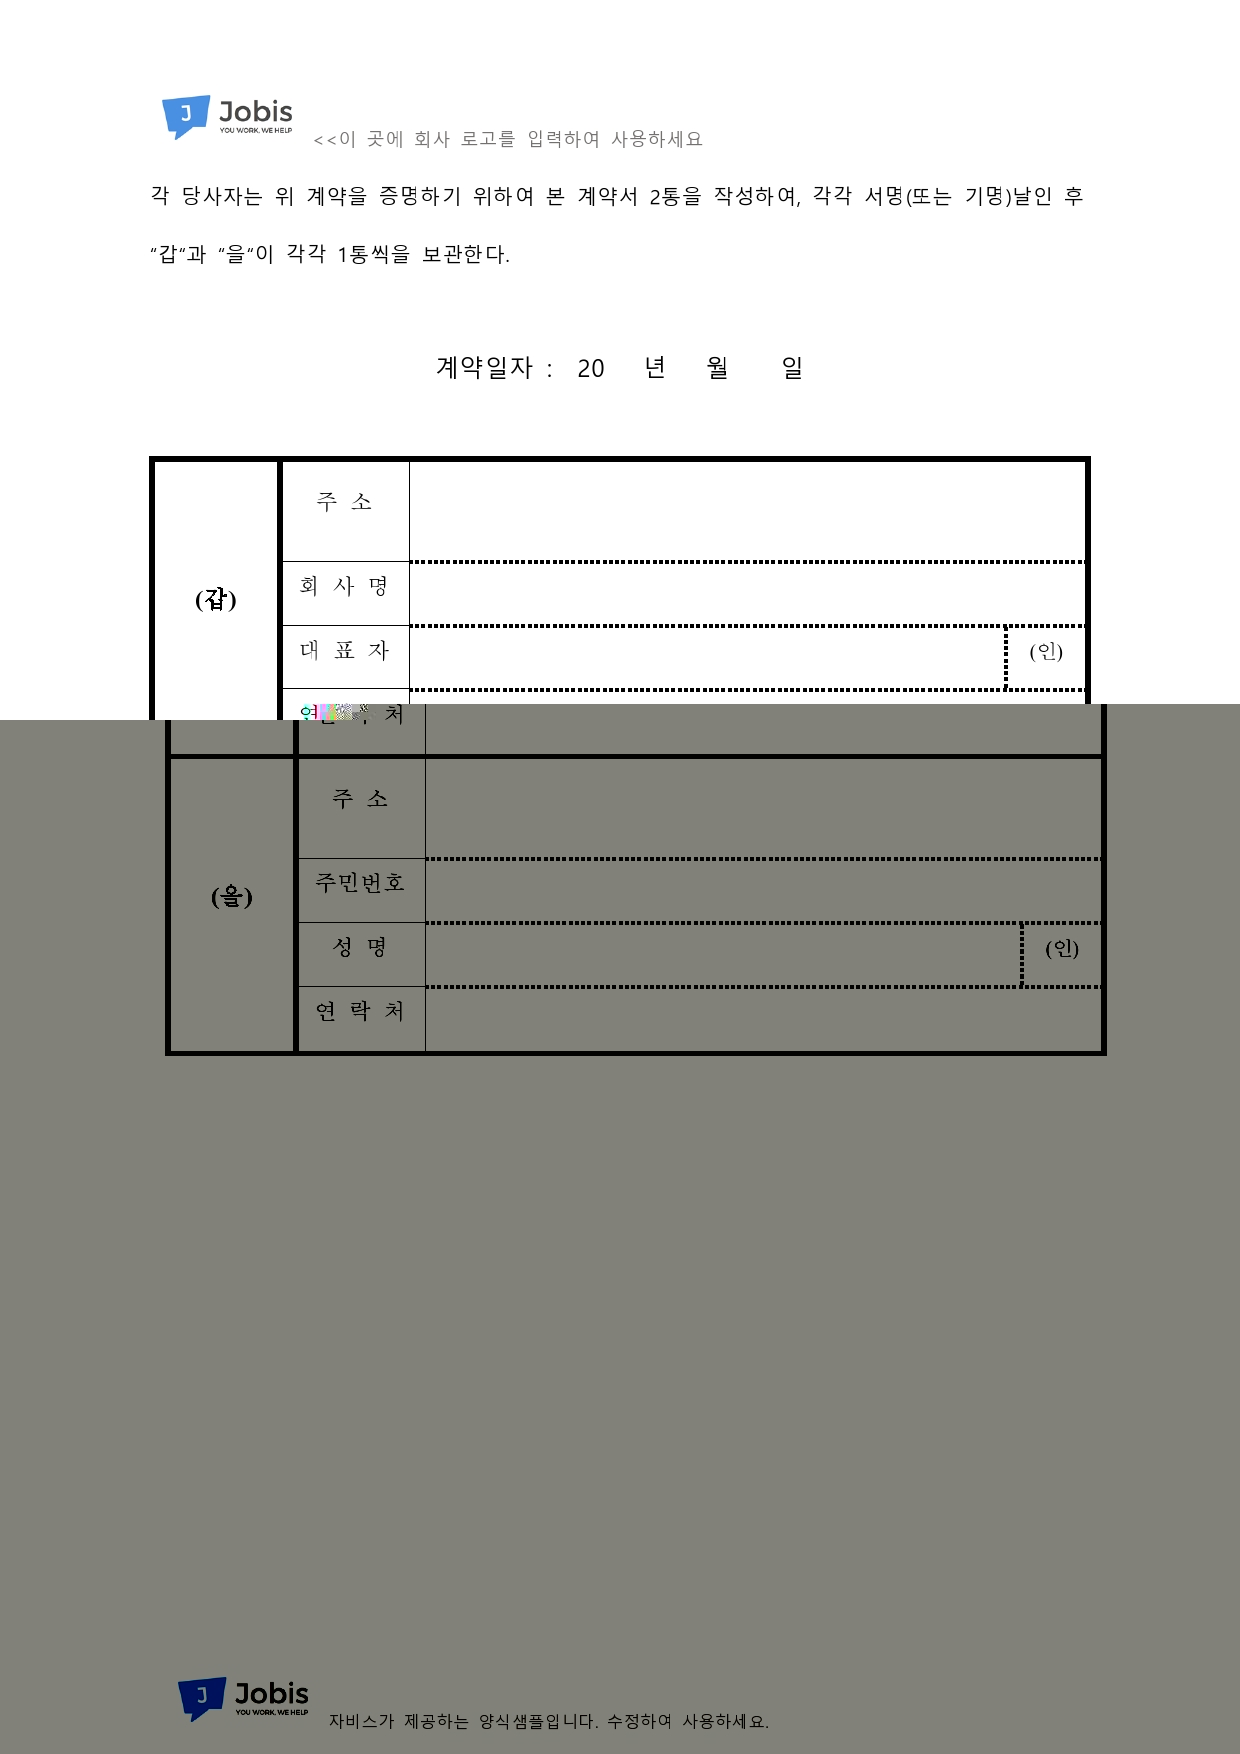 J Jobis
YOU WORK, WE HELP
<<이 곳에 회사 로고를 입력하여 사용하세요
각 당사자는 위 계약을 증명하기 위하여 본 계약서 2통을 작성하여, 각각 서명(또는 기명)날인 후
“갑“과 “을“이 각각 1통씩을 보관한다.
계약일자 : 20 년 월 일
(갑)
주 소
회 사 명
대 표 자 (인)
처
(을)
주 소
주민번호
성 명 (인)
연 락 처
J Jobis
YOU WORK, WE HELP
자비스가 제공하는 양식샘플입니다. 수정하여 사용하세요.